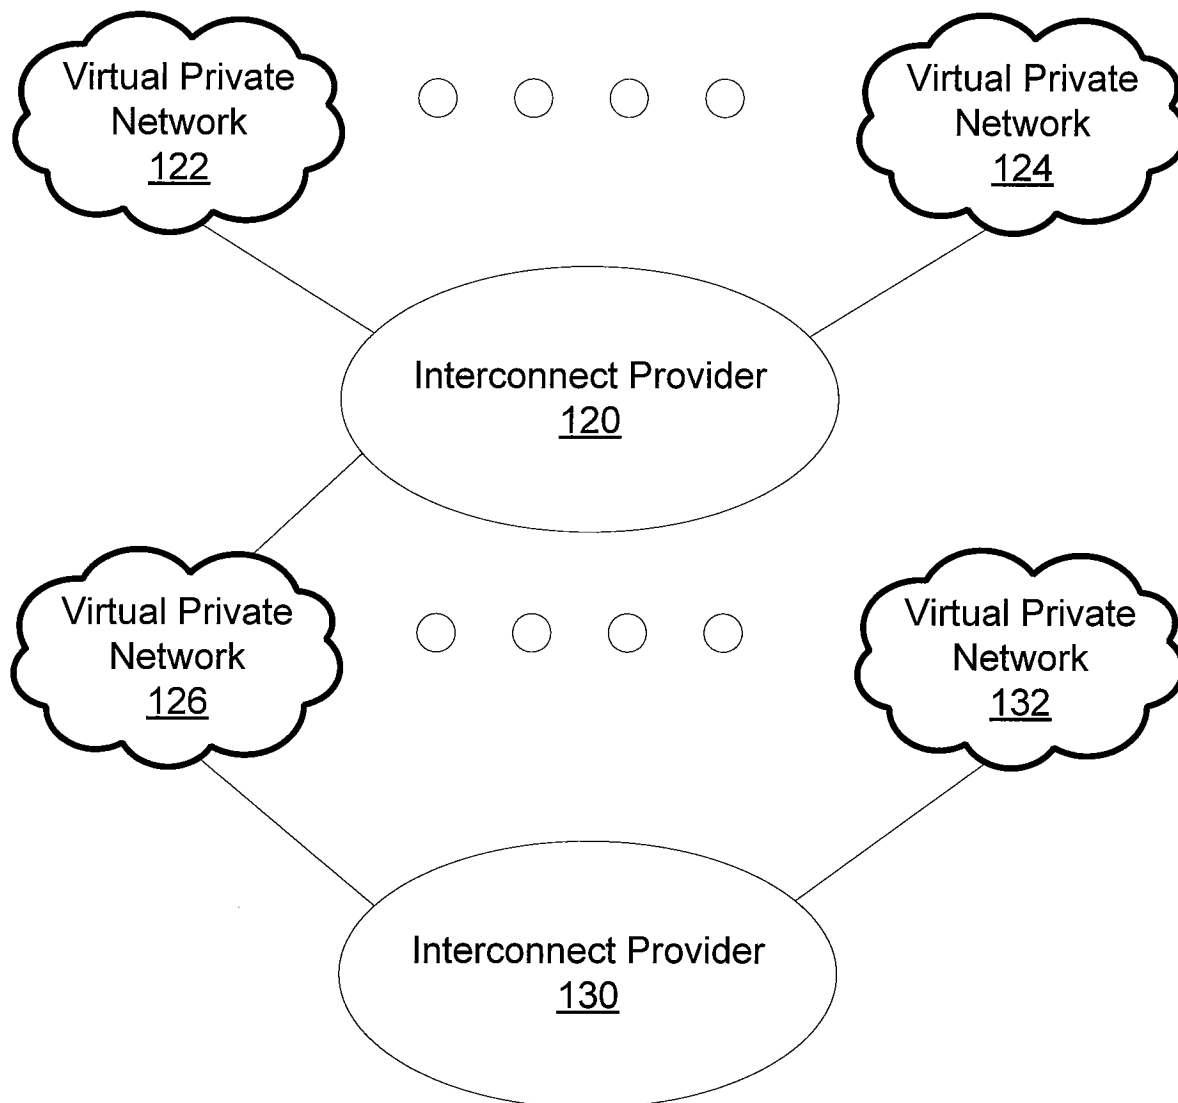 Virtual Private
Network
122
Virtual Private
Network
124
Interconnect Provider
120
Virtual Private
Network
126
Virtual Private
Network
132
Interconnect Provider
130